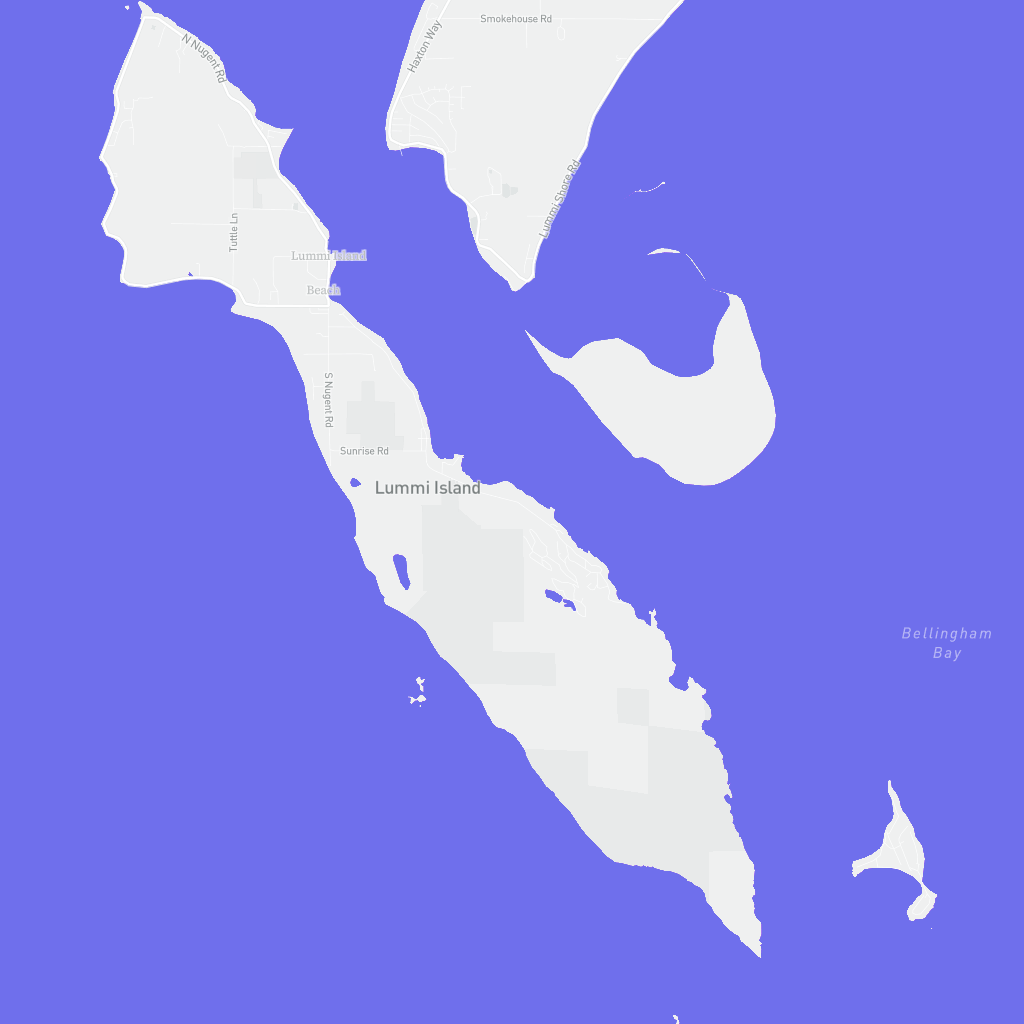 Smokehouse Rd
Haxton Way
N Nugent Rd
Lummi Shore Rd
Tuttle Ln
Lummi Island
Beach
S Nugent Rd
Sunrise Rd
Lummi Island
Bellingham
Bay